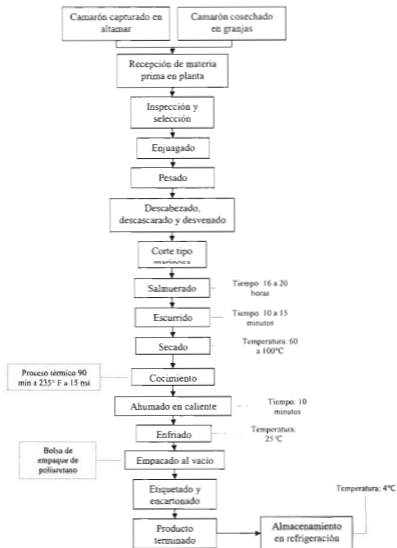 Camarón capturado en
altamar
Camarón cosechado
en granjas
Recepción de materia
prima en planta
Inspección y
selección
Enjuagado
Pesado
Descabezado,
descascarado y desvenado
Corte tipo
mariposa
Salmuerado
Tiempo: 16 a 20
horas
Escurrido
Tiempo: 10 a 15
minutos
Secado
Temperatura: 60
a 100°C
Proceso térmico 90
min a 235° F a 15 psi
Cocimiento
Ahumado en caliente
Tiempo: 10
minutos
Enfriado
Temperatura:
25°C
Bolsa de
empaque de
poliuretano
Empacado al vacío
Etiquetado y
encartonado
Temperatura: 4°C
Producto
terminado
Almacenamiento
en refrigeración